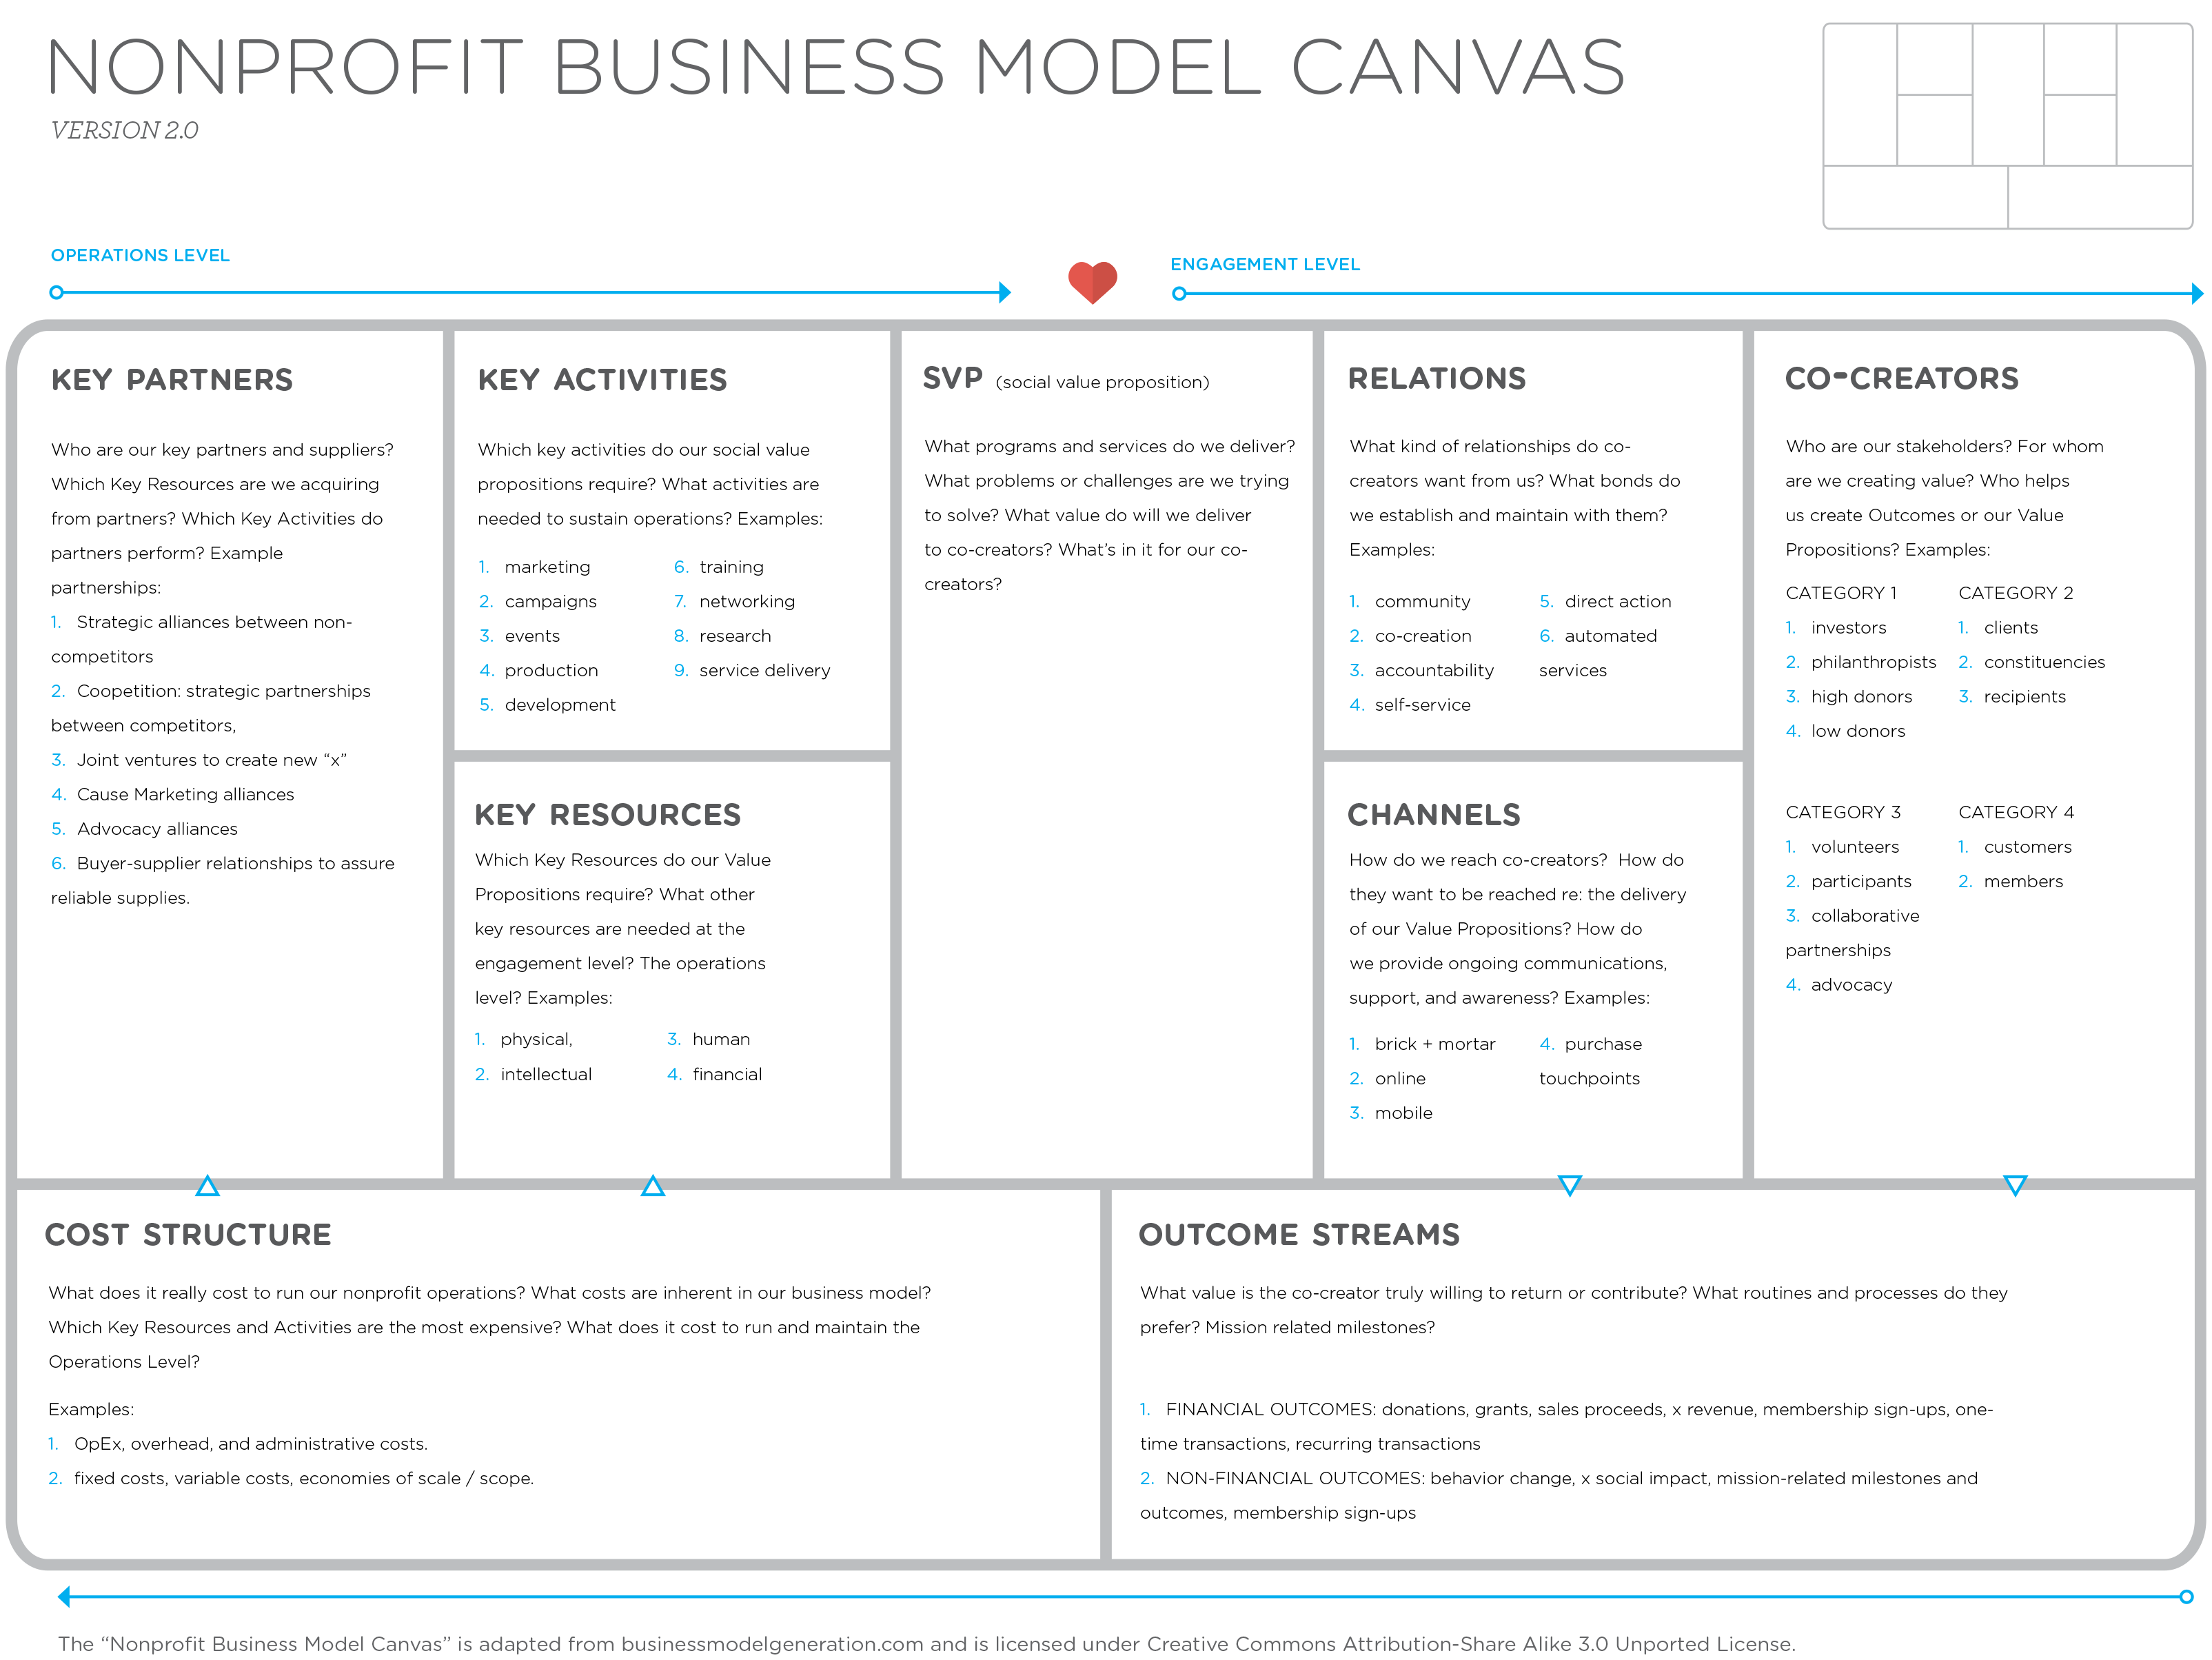 NONPROFIT BUSINESS MODEL CANVAS
VERSION 2.0
OPERATIONS LEVEL
ENGAGEMENT LEVEL
KEY PARTNERS
Who are our key partners and suppliers?
Which Key Resources are we acquiring
from partners? Which Key Activities do
partners perform? Example
partnerships:
1. Strategic alliances between non-
competitors
2. Coopetition: strategic partnerships
between competitors,
3. Joint ventures to create new “x”
4. Cause Marketing alliances
5. Advocacy alliances
6. Buyer-supplier relationships to assure
reliable supplies.
KEY ACTIVITIES
Which key activities do our social value
propositions require? What activities are
needed to sustain operations? Examples:
1. marketing
2. campaigns
3. events
4. production
5. development
6. training
7. networking
8. research
9. service delivery
KEY RESOURCES
Which Key Resources do our Value
Propositions require? What other
key resources are needed at the
engagement level? The operations
level? Examples:
1. physical,
2. intellectual
3. human
4. financial
SVP (social value proposition)
What programs and services do we deliver?
What problems or challenges are we trying
to solve? What value do will we deliver
to co-creators? What’s in it for our co-
creators?
RELATIONS
What kind of relationships do co-
creators want from us? What bonds do
we establish and maintain with them?
Examples:
1. community
2. co-creation
3. accountability
4. self-service
5. direct action
6. automated
services
CHANNELS
How do we reach co-creators? How do
they want to be reached re: the delivery
of our Value Propositions? How do
we provide ongoing communications,
support, and awareness? Examples:
1. brick + mortar
2. online
3. mobile
4. purchase
touchpoints
CO-CREATORS
Who are our stakeholders? For whom
are we creating value? Who helps
us create Outcomes or our Value
Propositions? Examples:
CATEGORY 1
1. investors
2. philanthropists
3. high donors
4. low donors
CATEGORY 2
1. clients
2. constituencies
3. recipients
CATEGORY 3
1. volunteers
2. participants
3. collaborative
partnerships
4. advocacy
CATEGORY 4
1. customers
2. members
COST STRUCTURE
What does it really cost to run our nonprofit operations? What costs are inherent in our business model?
Which Key Resources and Activities are the most expensive? What does it cost to run and maintain the
Operations Level?
Examples:
1. OpEx, overhead, and administrative costs.
2. fixed costs, variable costs, economies of scale / scope.
OUTCOME STREAMS
What value is the co-creator truly willing to return or contribute? What routines and processes do they
prefer? Mission related milestones?
1. FINANCIAL OUTCOMES: donations, grants, sales proceeds, x revenue, membership sign-ups, one-
time transactions, recurring transactions
2. NON-FINANCIAL OUTCOMES: behavior change, x social impact, mission-related milestones and
outcomes, membership sign-ups
The “Nonprofit Business Model Canvas” is adapted from businessmodelgeneration.com and is licensed under Creative Commons Attribution-Share Alike 3.0 Unported License.